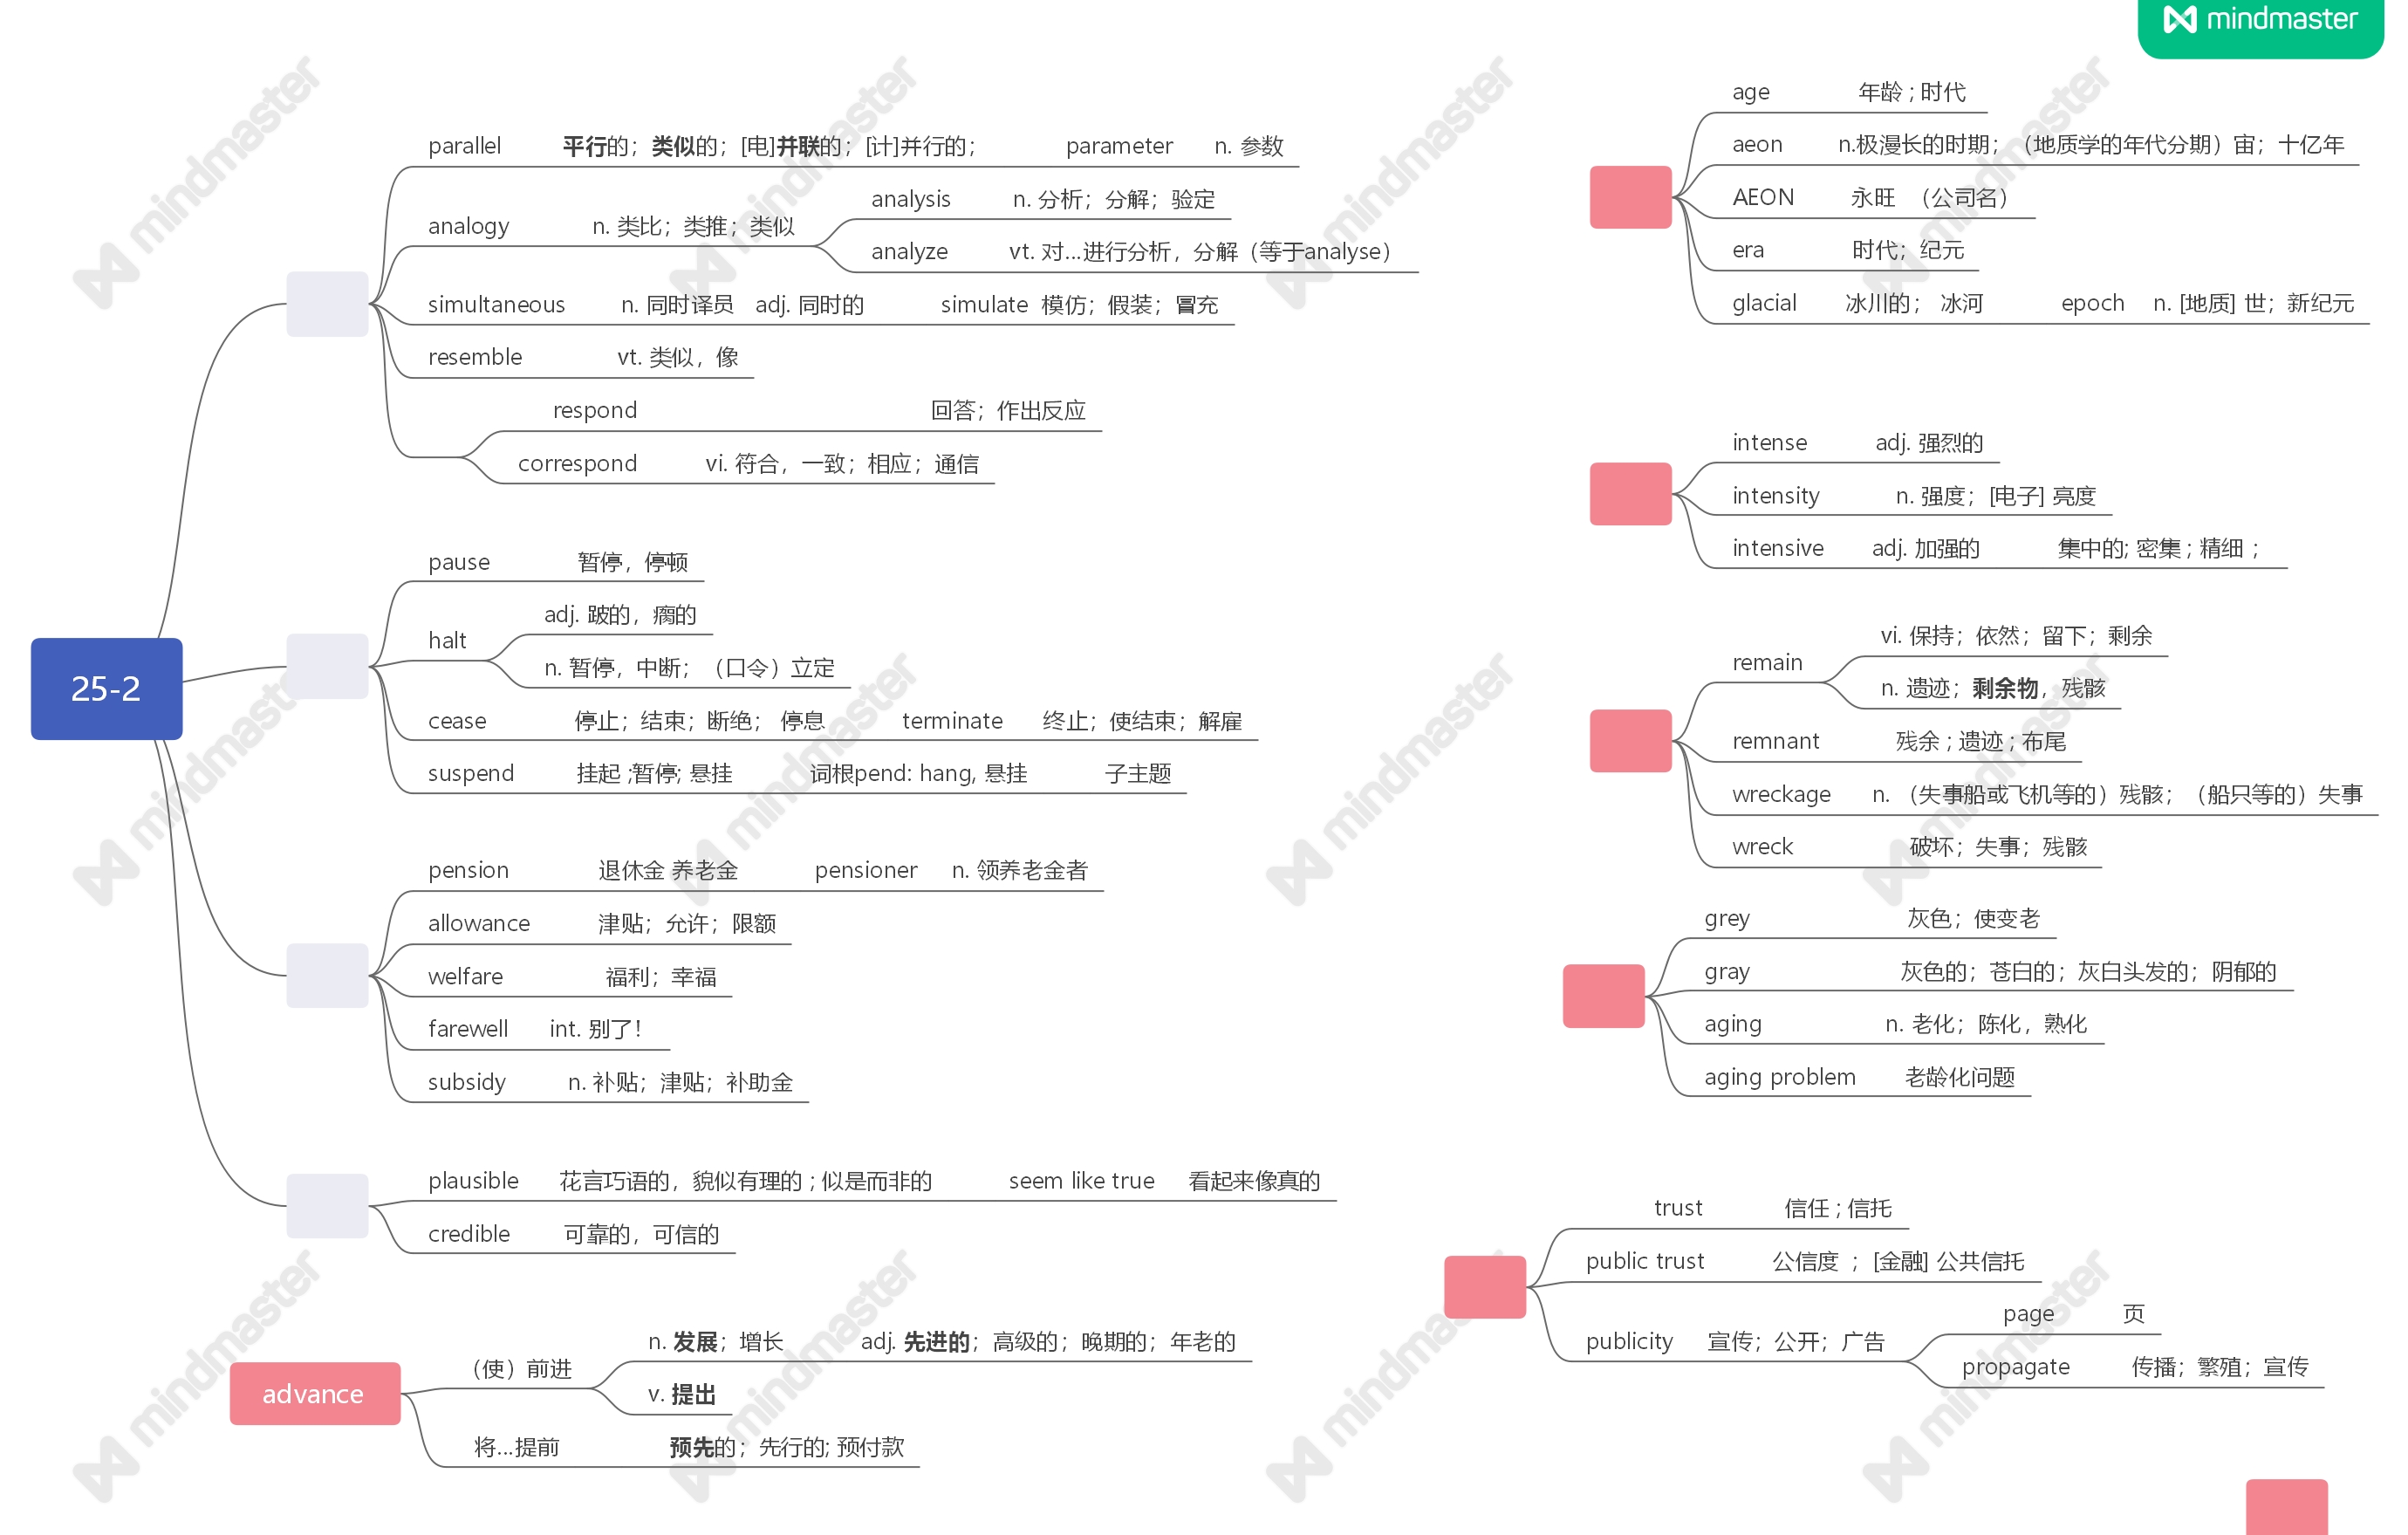 mindmaster
25-2
parallel 平行的；类似的；[电]并联的；[计]并行的； parameter n. 参数
analogy n. 类比；类推；类似
analysis n. 分析；分解；验定
analyze vt. 对...进行分析，分解（等于analyse）
simultaneous n. 同时译员 adj. 同时的 simulate 模仿；假装；冒充
resemble vt. 类似，像
respond 回答；作出反应
correspond vi. 符合，一致；相应；通信
pause 暂停，停顿
halt
adj. 跛的，瘸的
n. 暂停，中断；（口令）立定
cease 停止；结束；断绝； 停息 terminate 终止；使结束；解雇
suspend 挂起 ;暂停; 悬挂 词根pend: hang, 悬挂 子主题
pension 退休金 养老金 pensioner n. 领养老金者
allowance 津贴；允许；限额
welfare 福利；幸福
farewell int. 别了！
subsidy n. 补贴；津贴；补助金
plausible 花言巧语的，貌似有理的 ; 似是而非的 seem like true 看起来像真的
credible 可靠的，可信的
advance
（使）前进
n. 发展；增长 adj. 先进的；高级的；晚期的；年老的
v. 提出
将...提前 预先的；先行的; 预付款
age 年龄 ; 时代
aeon n.极漫长的时期；（地质学的年代分期）宙；十亿年
AEON 永旺 （公司名）
era 时代；纪元
glacial 冰川的； 冰河 epoch n. [地质] 世；新纪元
intense adj. 强烈的
intensity n. 强度；[电子] 亮度
intensive adj. 加强的 集中的; 密集 ; 精细 ;
remain
vi. 保持；依然；留下；剩余
n. 遗迹；剩余物，残骸
remnant 残余 ; 遗迹 ; 布尾
wreckage n. （失事船或飞机等的）残骸；（船只等的）失事
wreck 破坏；失事；残骸
grey 灰色；使变老
gray 灰色的；苍白的；灰白头发的；阴郁的
aging n. 老化；陈化，熟化
aging problem 老龄化问题
trust 信任 ; 信托
public trust 公信度 ；[金融] 公共信托
publicity 宣传；公开；广告
page 页
propagate 传播；繁殖；宣传